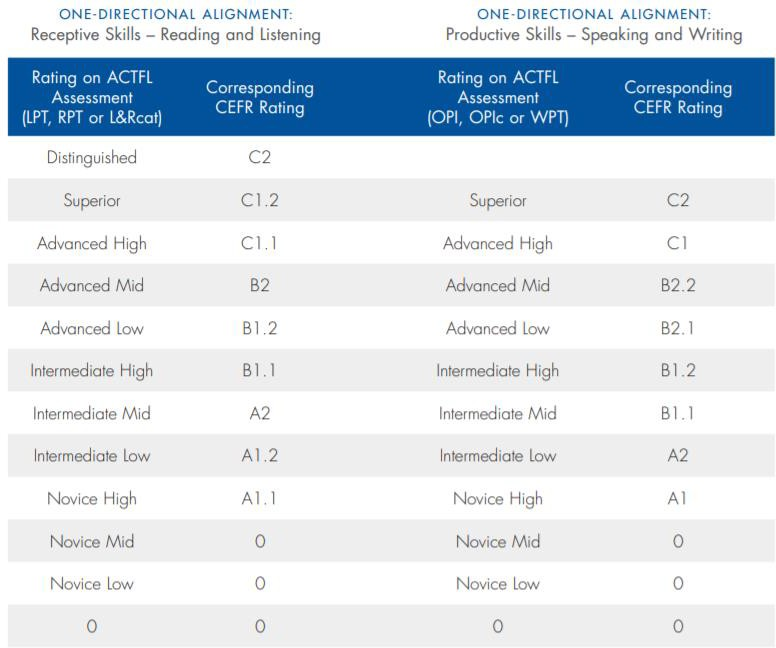 ONE-DIRECTIONAL ALIGNMENT: ONE-DIRECTIONAL ALIGNMENT:
Receptive Skills – Reading and Listening Productive Skills – Speaking and Writing
Rating on ACTFL Assessment (LPT, RPT or L&Rcat) Corresponding CEFR Rating Rating on ACTFL Assessment (OPI, OPIc or WPT) Corresponding CEFR Rating
Distinguished C2
Superior C1.2 Superior C2
Advanced High C1.1 Advanced High C1
Advanced Mid B2 Advanced Mid B2.2
Advanced Low B1.2 Advanced Low B2.1
Intermediate High B1.1 Intermediate High B1.2
Intermediate Mid A2 Intermediate Mid B1.1
Intermediate Low A1.2 Intermediate Low A2
Novice High A1.1 Novice High A1
Novice Mid 0 Novice Mid 0
Novice Low 0 Novice Low 0
0 0 0 0